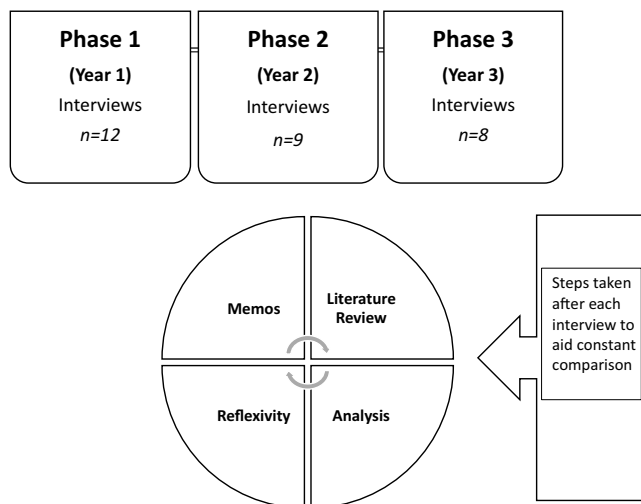 Phase 1
(Year 1)
Interviews
n=12
Phase 2
(Year 2)
Interviews
n=9
Phase 3
(Year 3)
Interviews
n=8
Memos
Literature
Review
Reflexivity
Analysis
Steps taken
after each
interview to
aid constant
comparison